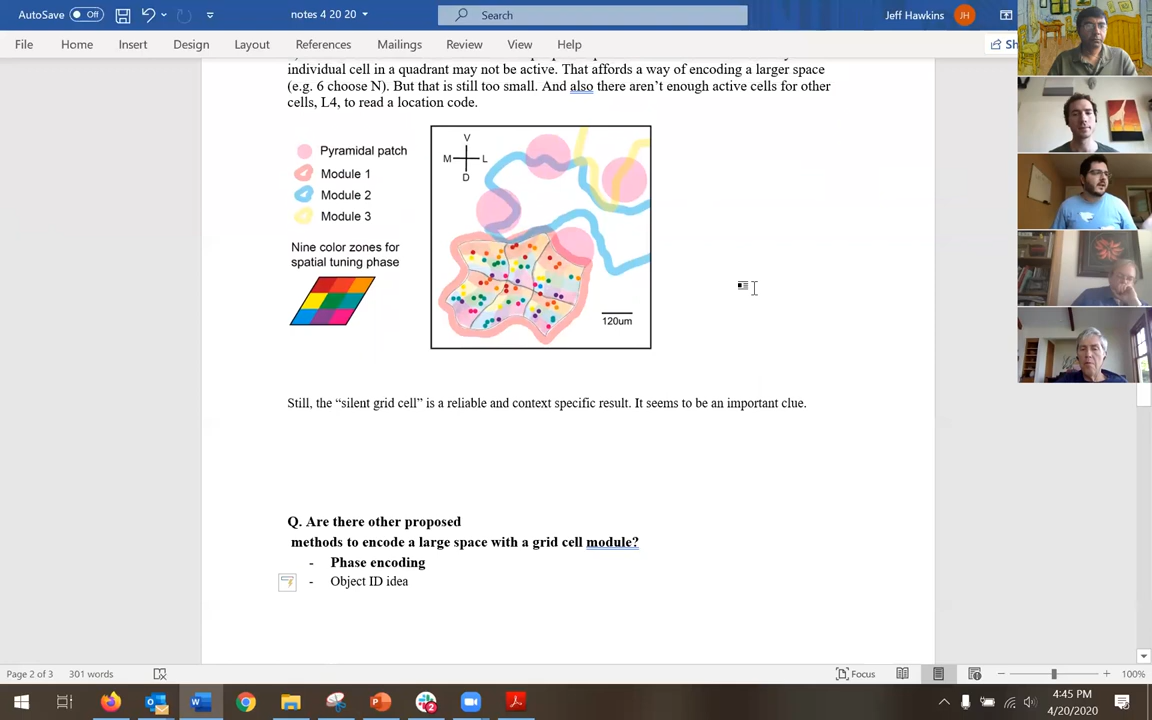 AutoSave Off
notes 4 20 20
Search
Jeff Hawkins
JH
File Home Insert Design Layout References Mailings Review View Help
Sh
individual cell in a quadrant may not be active. That affords a way of encoding a larger space
(e.g. 6 choose N). But that is still too small. And also there aren’t enough active cells for other
cells, L4, to read a location code.
Pyramidal patch
Module 1
Module 2
Module 3
Nine color zones for
spatial tuning phase
V
M L
D
120um
Still, the “silent grid cell” is a reliable and context specific result. It seems to be an important clue.
Q. Are there other proposed
methods to encode a large space with a grid cell module?
- Phase encoding
- Object ID idea
Page 2 of 3 301 words
Focus
100%
4:45 PM
4/20/2020